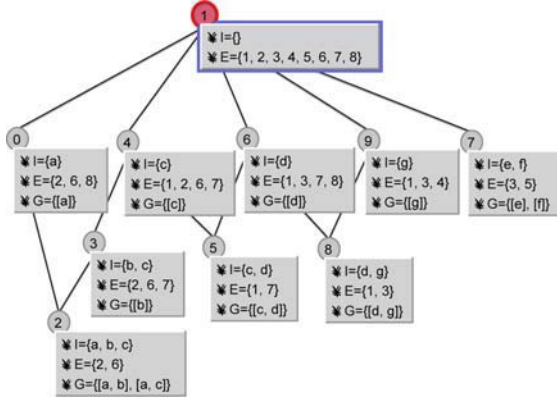 1
I={}
E={1, 2, 3, 4, 5, 6, 7, 8}
0
I={a}
E={2, 6, 8}
G={[a]}
4
I={c}
E={1, 2, 6, 7}
G={[c]}
6
I={d}
E={1, 3, 7, 8}
G={[d]}
9
I={g}
E={1, 3, 4}
G={[g]}
7
I={e, f}
E={3, 5}
G={[e], [f]}
3
I={b, c}
E={2, 6, 7}
G={[b]}
5
I={c, d}
E={1, 7}
G={[c, d]}
8
I={d, g}
E={1, 3}
G={[d, g]}
2
I={a, b, c}
E={2, 6}
G={[a, b], [a, c]}